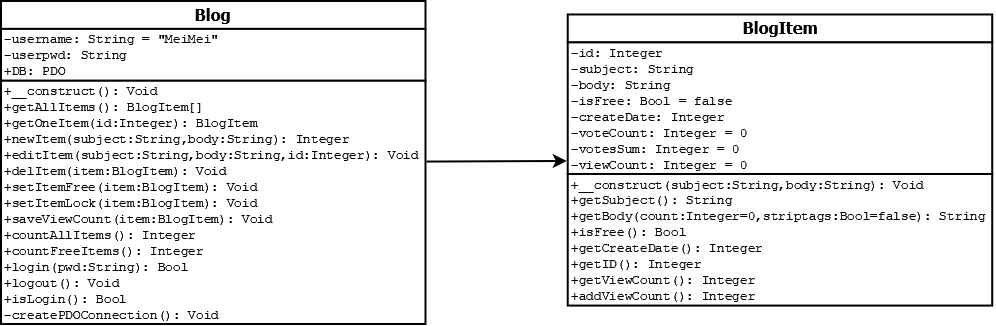 Blog
-username: String = "MeiMei"
-userpwd: String
+DB: PDO
+__construct(): Void
+getAllItems(): BlogItem[]
+getOneItem(id:Integer): BlogItem
+newItem(subject:String,body:String): Integer
+editItem(subject:String,body:String,id:Integer): Void
+delItem(item:BlogItem): Void
+setItemFree(item:BlogItem): Void
+setItemLock(item:BlogItem): Void
+saveViewCount(item:BlogItem): Void
+countAllItems(): Integer
+countFreeItems(): Integer
+login(pwd:String): Bool
+logout(): Void
+isLogin(): Bool
-createPDOConnection(): Void
BlogItem
-id: Integer
-subject: String
-body: String
-isFree: Bool = false
-createDate: Integer
-voteCount: Integer = 0
-votesSum: Integer = 0
-viewCount: Integer = 0
+__construct(subject:String,body:String): Void
+getSubject(): String
+getBody(count:Integer=0,striptags:Bool=false): String
+isFree(): Bool
+getCreateDate(): Integer
+getID(): Integer
+getViewCount(): Integer
+addViewCount(): Integer